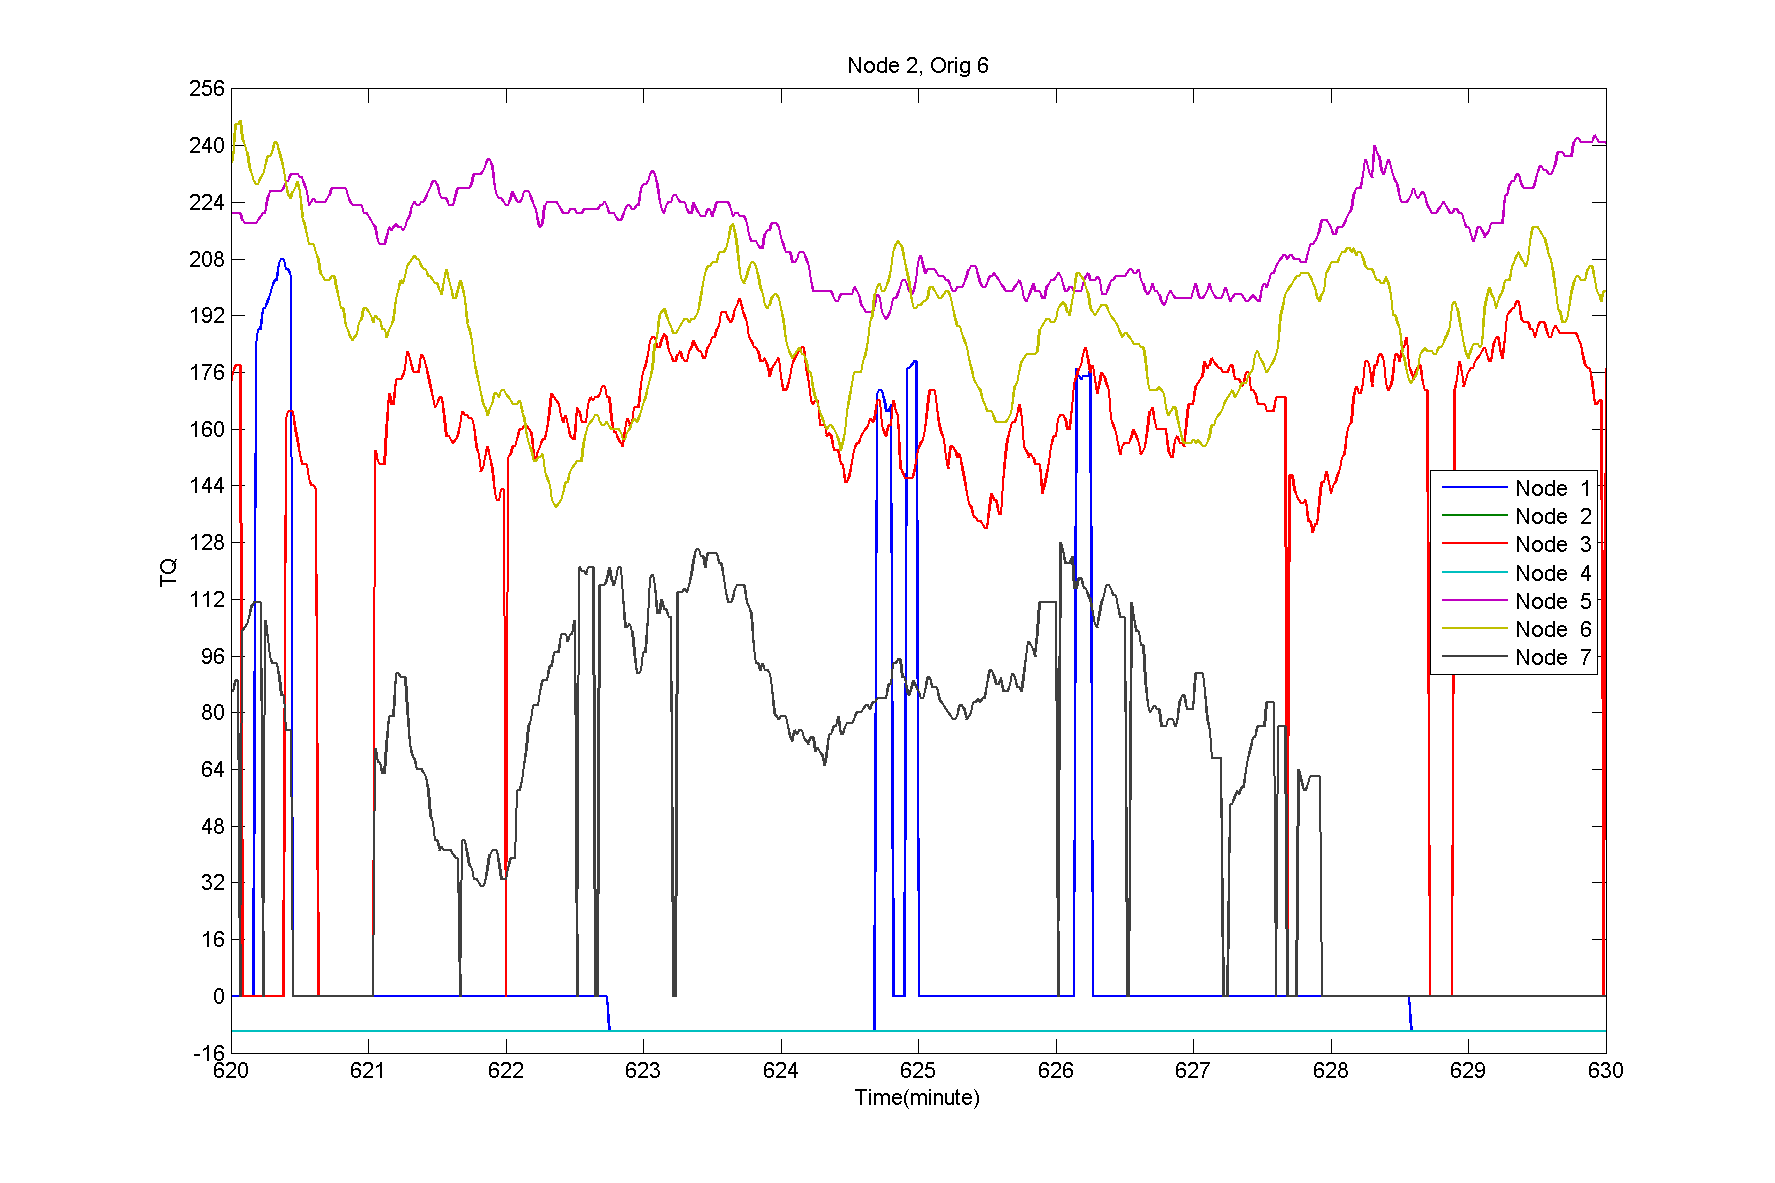 Node 2, Orig 6
256
240
224
208
192
176
160
144
128
112
96
80
64
48
32
16
0
-16
TQ
Node 1
Node 2
Node 3
Node 4
Node 5
Node 6
Node 7
620 621 622 623 624 625 626 627 628 629 630
Time(minute)